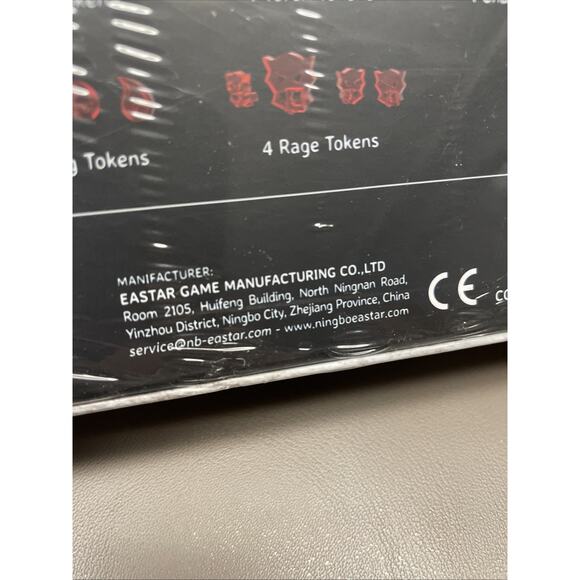 Tokens
4 Rage Tokens
MANIFACTURER:
EASTAR GAME MANUFACTURING CO.,LTD
Room 2105, Huifeng Building, North Ningnan Road,
Yinzhou District, Ningbo City, Zhejiang Province, China
service@nb-eastar.com - www.ningboeastar.com
CE